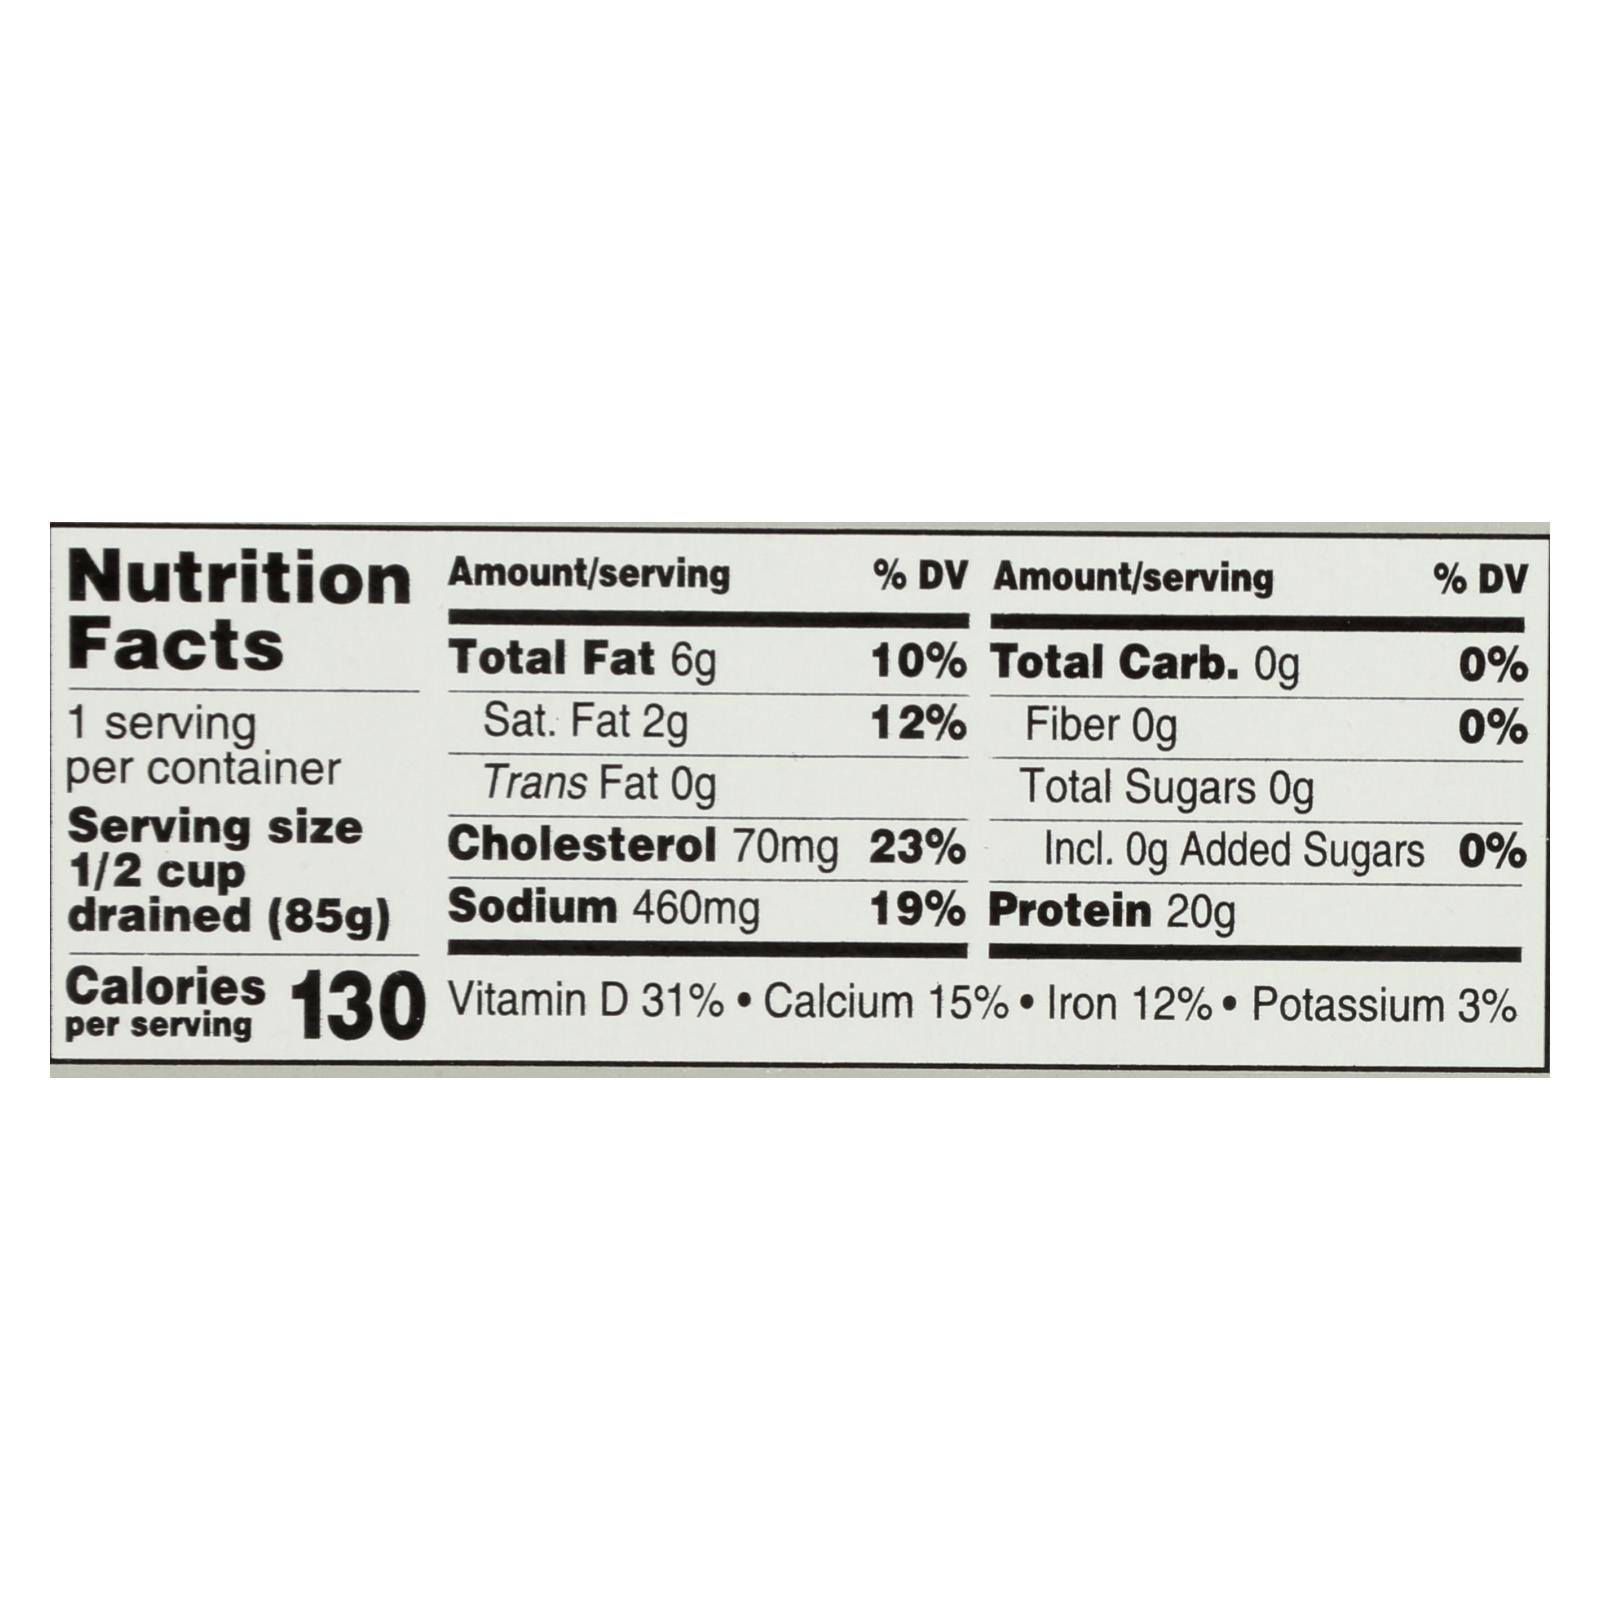 Nutrition
Facts
1 serving
per container
Serving size
1/2 cup
drained (85g)
Calories
per serving 130
Amount/serving % DV
Total Fat 6g 10%
Sat. Fat 2g 12%
Trans Fat 0g
Cholesterol 70mg 23%
Sodium 460mg 19%
Amount/serving % DV
Total Carb. 0g 0%
Fiber 0g 0%
Total Sugars 0g
Incl. 0g Added Sugars 0%
Protein 20g
Vitamin D 31% • Calcium 15% • Iron 12% • Potassium 3%